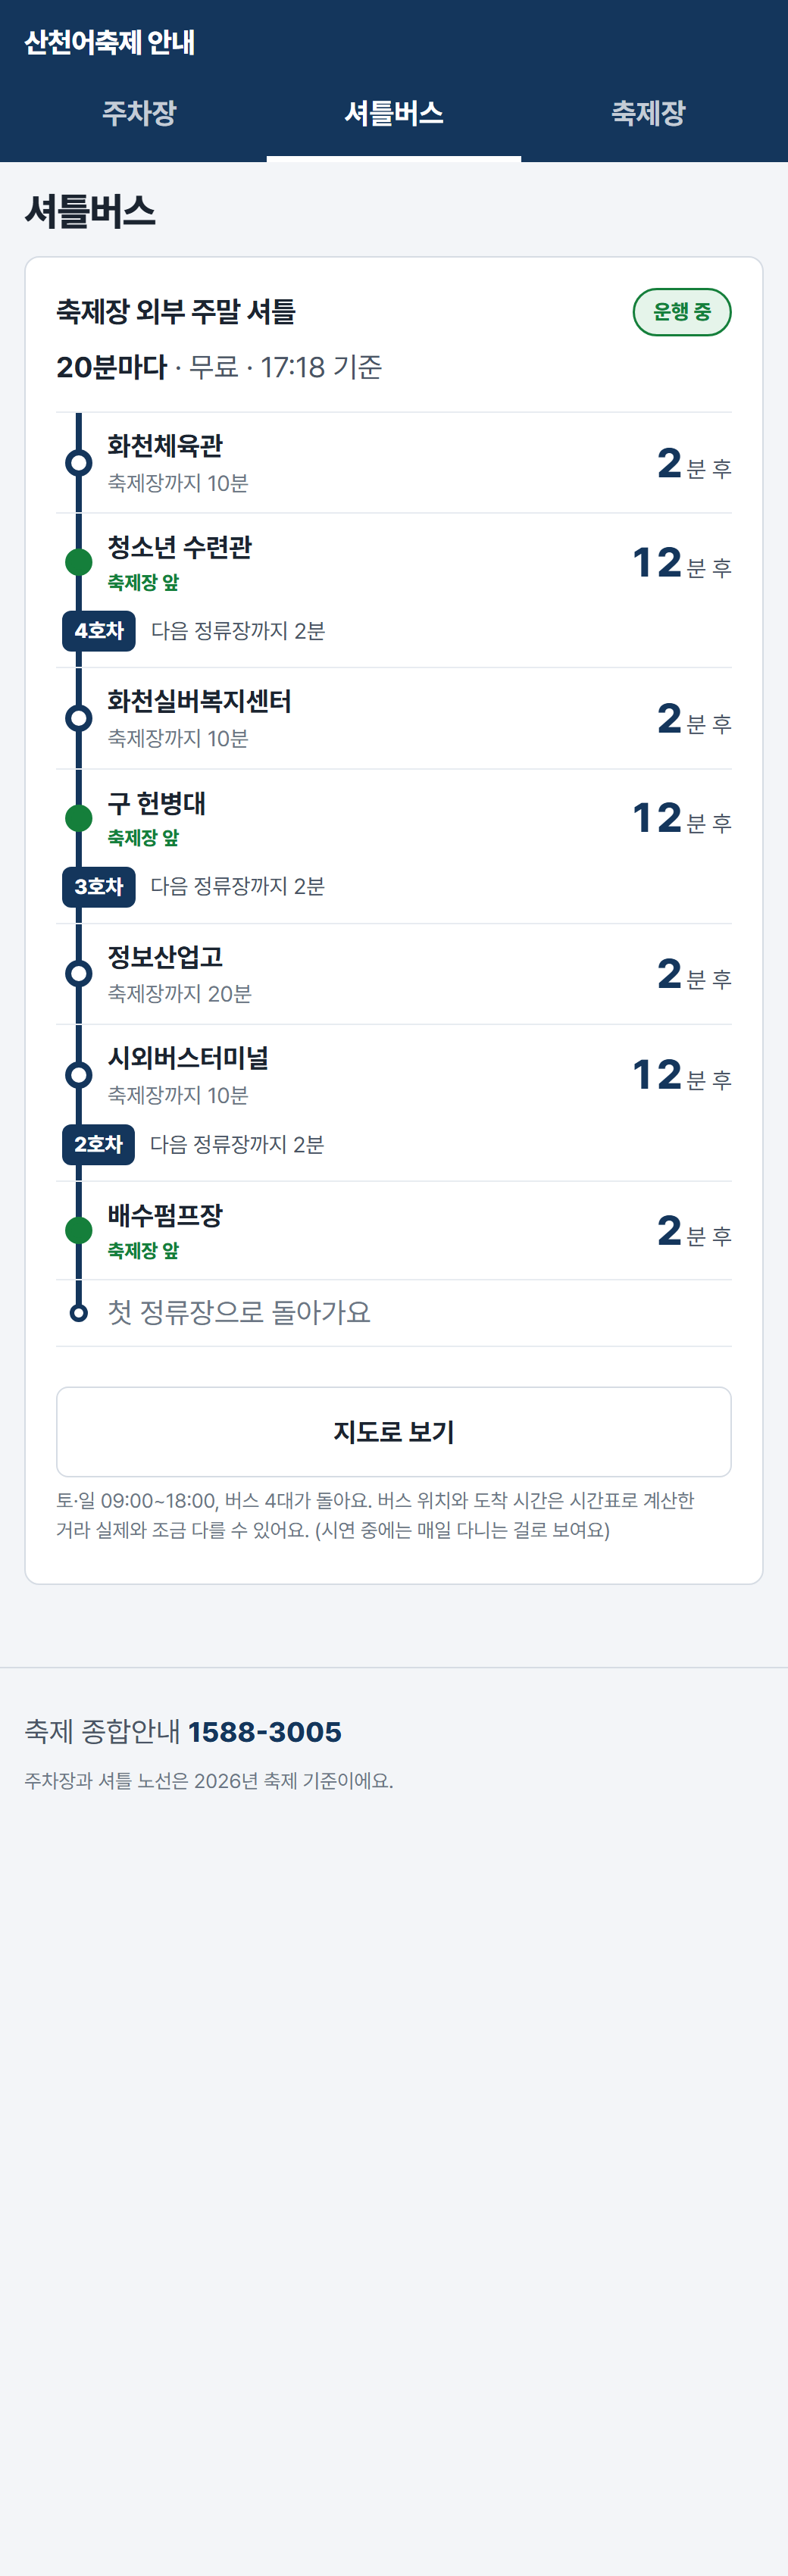 산천어축제 안내
주차장 셔틀버스 축제장
셔틀버스
축제장 외부 주말 셔틀 운행 중
20분마다 · 무료 · 17:18 기준
화천체육관
축제장까지 10분
2분 후
청소년 수련관
축제장 앞
12분 후
4호차 다음 정류장까지 2분
화천실버복지센터
축제장까지 10분
2분 후
구 헌병대
축제장 앞
12분 후
3호차 다음 정류장까지 2분
정보산업고
축제장까지 20분
2분 후
시외버스터미널
축제장까지 10분
12분 후
2호차 다음 정류장까지 2분
배수펌프장
축제장 앞
2분 후
첫 정류장으로 돌아가요
지도로 보기
토·일 09:00~18:00, 버스 4대가 돌아요. 버스 위치와 도착 시간은 시간표로 계산한
거라 실제와 조금 다를 수 있어요. (시연 중에는 매일 다니는 걸로 보여요)
축제 종합안내 1588-3005
주차장과 셔틀 노선은 2026년 축제 기준이에요.